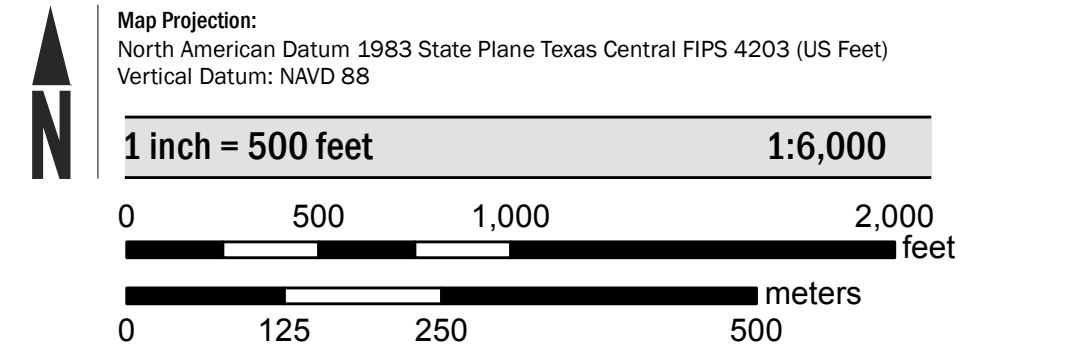 Map Projection:
North American Datum 1983 State Plane Texas Central FIPS 4203 (US Feet)
Vertical Datum: NAVD 88
N
1 inch = 500 feet 1:6,000
0 500 1,000 2,000
feet
meters
0 125 250 500